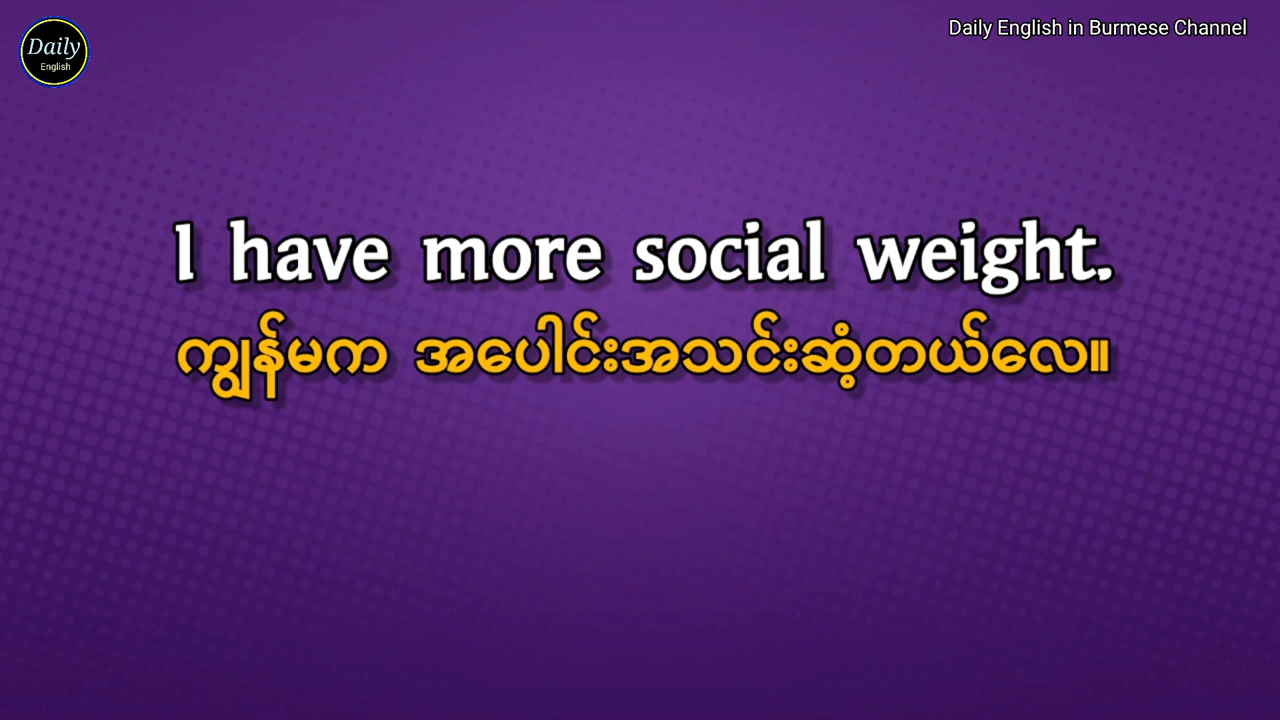 Daily
English
Daily English in Burmese Channel
I have more social weight.
ကျွန်မက အပေါင်းအသင်းဆံ့တယ်လေ။